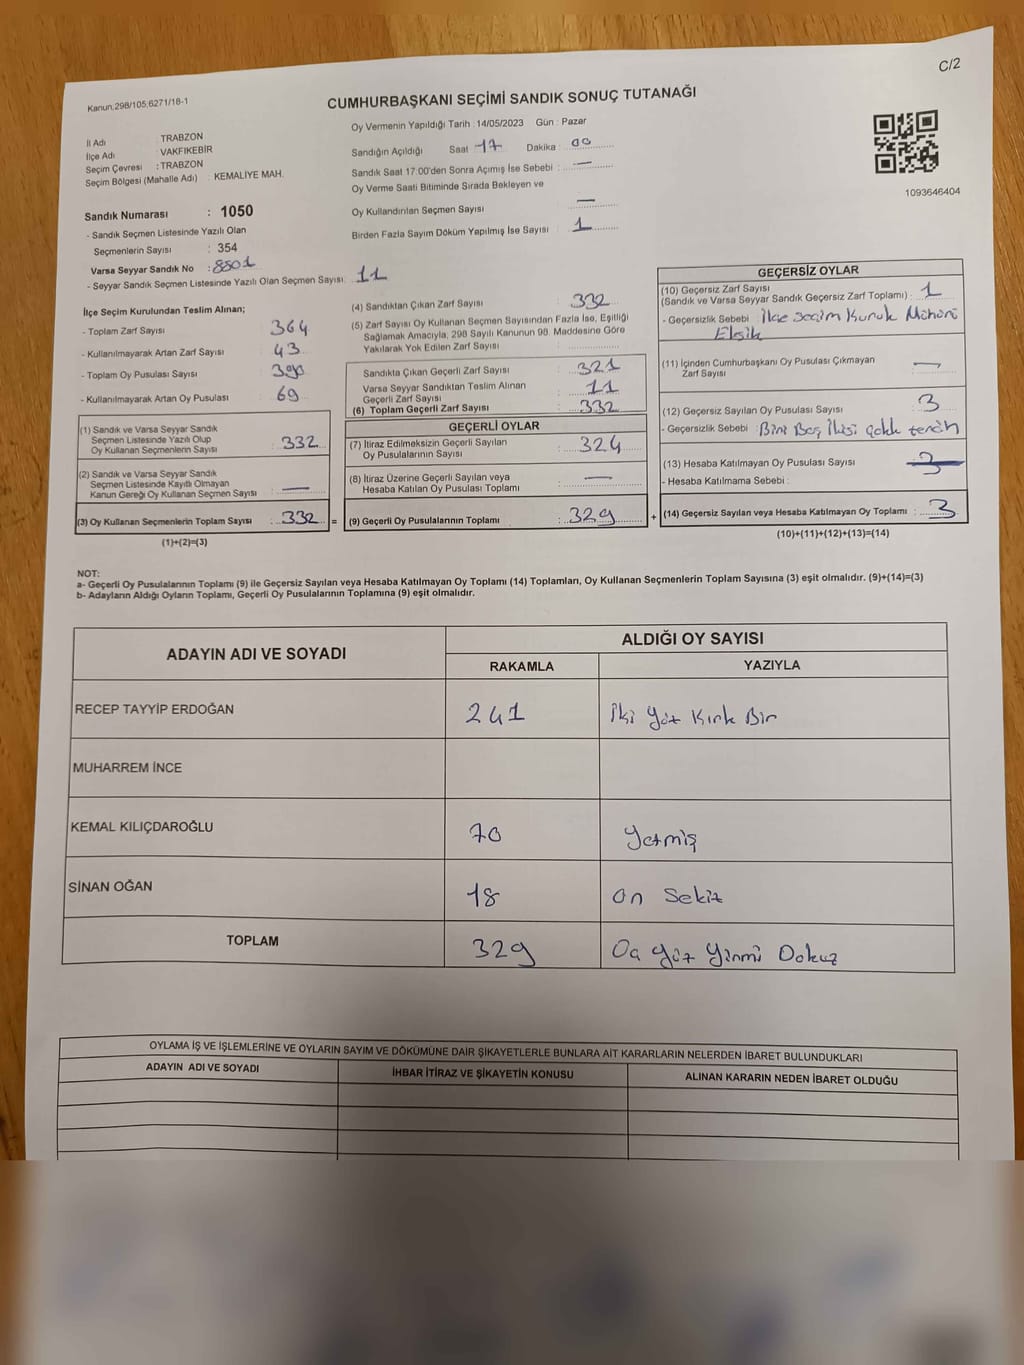 C/2
Kanun:298/105;6271/18-1
CUMHURBAŞKANI SEÇİMİ SANDIK SONUÇ TUTANAĞI
İl Adı : TRABZON
İlçe Adı : VAKFIKEBİR
Seçim Çevresi : TRABZON
Seçim Bölgesi (Mahalle Adı) : KEMALİYE MAH.
Oy Vermenin Yapıldığı Tarih : 14/05/2023 Gün : Pazar
Sandığın Açıldığı Saat 17 Dakika : 00
Sandık Saat 17:00'den Sonra Açımış İse Sebebi : —
Oy Verme Saati Bitiminde Sırada Bekleyen ve
Oy Kullandırılan Seçmen Sayısı : —
Birden Fazla Sayım Döküm Yapılmış İse Sayısı : 1
1093646404
Sandık Numarası : 1050
- Sandık Seçmen Listesinde Yazılı Olan
Seçmenlerin Sayısı : 354
Varsa Seyyar Sandık No : 8801
- Seyyar Sandık Seçmen Listesinde Yazılı Olan Seçmen Sayısı: 11
İlçe Seçim Kurulundan Teslim Alınan;
- Toplam Zarf Sayısı 364
- Kullanılmayarak Artan Zarf Sayısı : 43
- Toplam Oy Pusulası Sayısı : 390
- Kullanılmayarak Artan Oy Pusulası : 69
(1) Sandık ve Varsa Seyyar Sandık
Seçmen Listesinde Yazılı Olup
Oy Kullanan Seçmenlerin Sayısı : 332
(2) Sandık ve Varsa Seyyar Sandık
Seçmen Listesinde Kayıtlı Olmayan
Kanun Gereği Oy Kullanan Seçmen Sayısı : —
(3) Oy Kullanan Seçmenlerin Toplam Sayısı : 332 =
(1)+(2)=(3)
(4) Sandıktan Çıkan Zarf Sayısı : 332
(5) Zarf Sayısı Oy Kullanan Seçmen Sayısından Fazla İse, Eşitliği
Sağlamak Amacıyla, 298 Sayılı Kanunun 98. Maddesine Göre
Yakılarak Yok Edilen Zarf Sayısı :
Sandıkta Çıkan Geçerli Zarf Sayısı : 321
Varsa Seyyar Sandıktan Teslim Alınan
Geçerli Zarf Sayısı : 11
(6) Toplam Geçerli Zarf Sayısı : 332
GEÇERLİ OYLAR
(7) İtiraz Edilmeksizin Geçerli Sayılan
Oy Pusulalarının Sayısı : 324
(8) İtiraz Üzerine Geçerli Sayılan veya
Hesaba Katılan Oy Pusulası Toplamı : —
(9) Geçerli Oy Pusulalarının Toplamı : 329 +
GEÇERSİZ OYLAR
(10) Geçersiz Zarf Sayısı
(Sandık ve Varsa Seyyar Sandık Geçersiz Zarf Toplamı) : 1
- Geçersizlik Sebebi : İlçe Seçim Kurulu Mührü
Eksik
(11) İçinden Cumhurbaşkanı Oy Pusulası Çıkmayan
Zarf Sayısı : —
(12) Geçersiz Sayılan Oy Pusulası Sayısı : 3
- Geçersizlik Sebebi : Biri Boş İkisi Çoklu tercih
(13) Hesaba Katılmayan Oy Pusulası Sayısı 3
- Hesaba Katılmama Sebebi :
(14) Geçersiz Sayılan veya Hesaba Katılmayan Oy Toplamı : 3
(10)+(11)+(12)+(13)=(14)
NOT:
a- Geçerli Oy Pusulalarının Toplamı (9) ile Geçersiz Sayılan veya Hesaba Katılmayan Oy Toplamı (14) Toplamları, Oy Kullanan Seçmenlerin Toplam Sayısına (3) eşit olmalıdır. (9)+(14)=(3)
b- Adayların Aldığı Oyların Toplamı, Geçerli Oy Pusulalarının Toplamına (9) eşit olmalıdır.
ADAYIN ADI VE SOYADI ALDIĞI OY SAYISI
RAKAMLA YAZIYLA
RECEP TAYYİP ERDOĞAN 241 İki yüz Kırk Bir
MUHARREM İNCE
KEMAL KILIÇDAROĞLU 70 Yetmiş
SİNAN OĞAN 18 On Sekiz
TOPLAM 329 Üç yüz Yirmi Dokuz
OYLAMA İŞ VE İŞLEMLERİNE VE OYLARIN SAYIM VE DÖKÜMÜNE DAİR ŞİKAYETLERLE BUNLARA AİT KARARLARIN NELERDEN İBARET BULUNDUKLARI
ADAYIN ADI VE SOYADI İHBAR İTİRAZ VE ŞİKAYETİN KONUSU ALINAN KARARIN NEDEN İBARET OLDUĞU